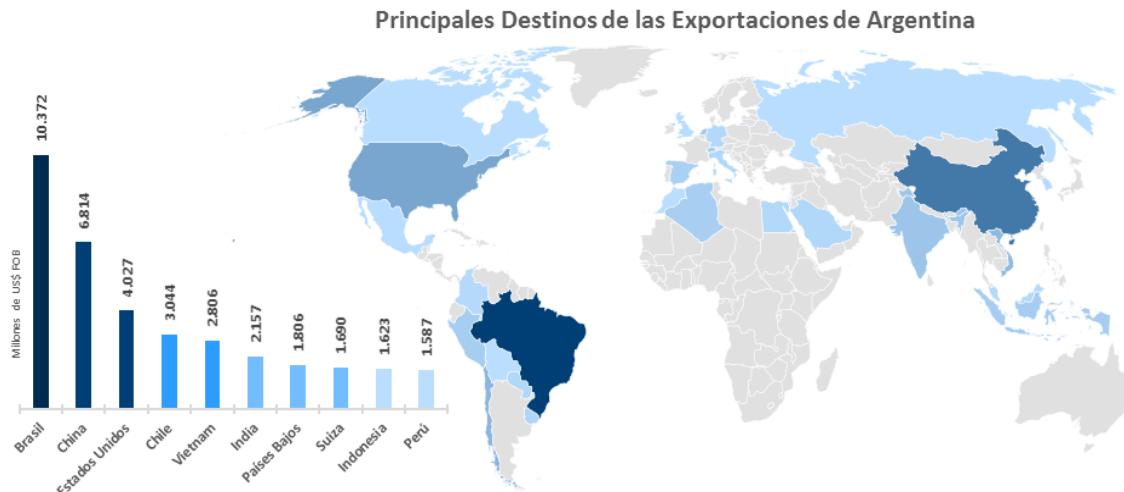 Principales Destinos de las Exportaciones de Argentina
Millones de US$ FOB
10.372
6.814
4.027
3.044
2.806
2.157
1.806
1.690
1.623
1.587
Brasil
China
Estados Unidos
Chile
Vietnam
India
Países Bajos
Suiza
Indonesia
Perú